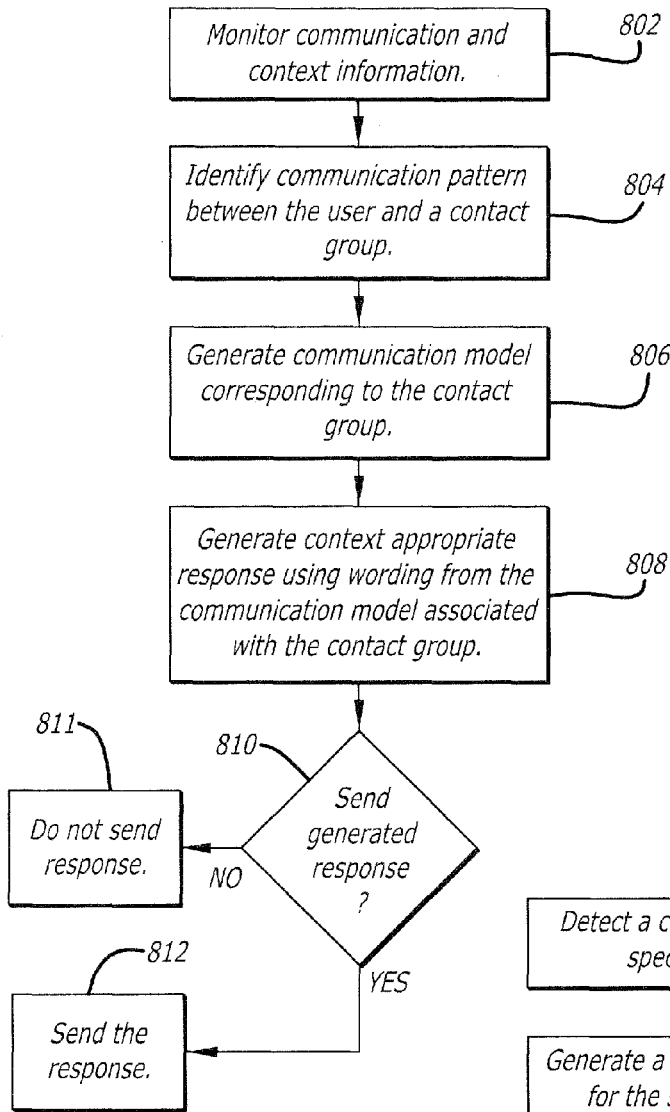 Monitor communication and
context information.
802
Identify communication pattern
between the user and a contact
group.
804
Generate communication model
corresponding to the contact
group.
806
Generate context appropriate
response using wording from the
communication model associated
with the contact group.
808
811
810
Do not send
response.
NO
Send
generated
response
?
812
YES
Send the
response.
Detect a
Generate a
for the